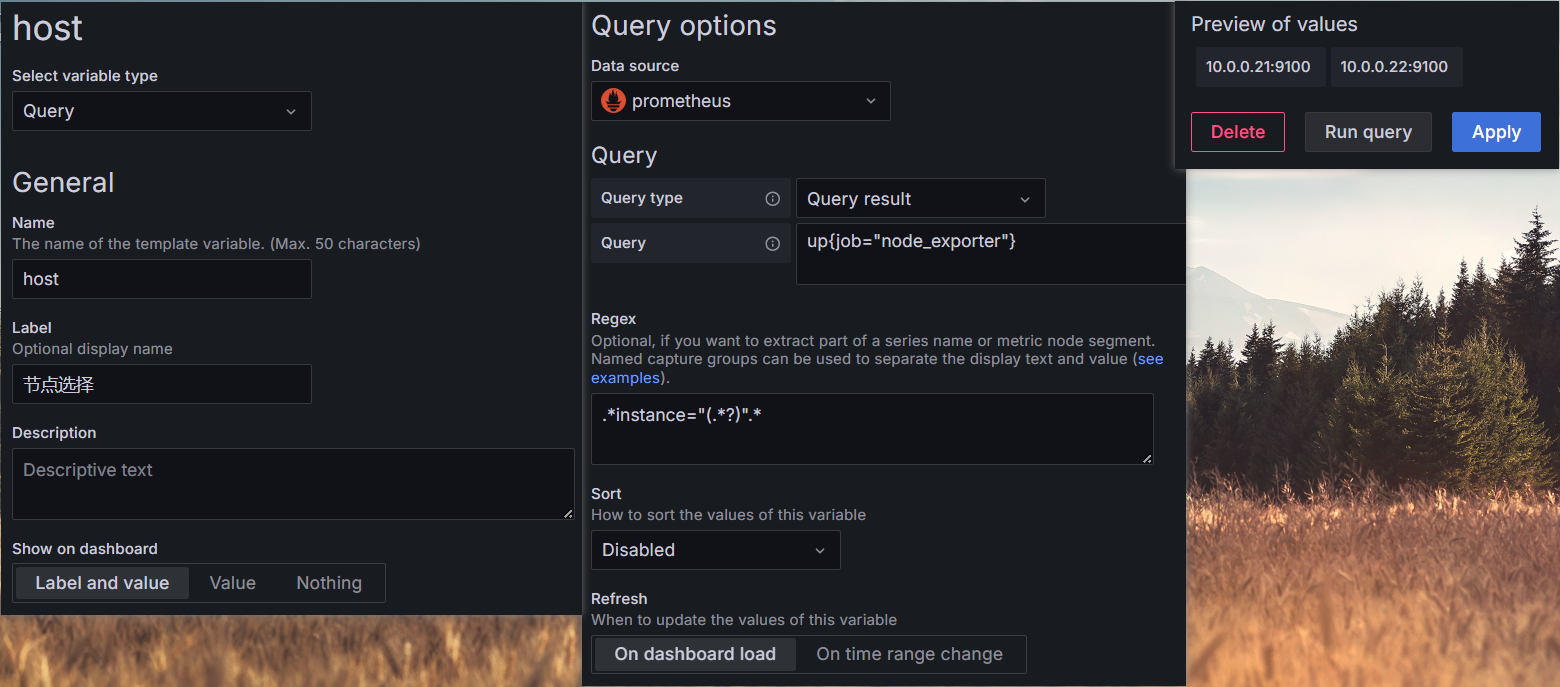 host
Select variable type
Query
General
Name
The name of the template variable. (Max. 50 characters)
host
Label
Optional display name
节点选择
Description
Descriptive text
Show on dashboard
Label and value
Value
Nothing
Query options
Data source
prometheus
Query
Query type
Query result
Query
up{job="node_exporter"}
Regex
Optional, if you want to extract part of a series name or metric node segment.
Named capture groups can be used to separate the display text and value (see
examples).
.*instance="(.*?)".*
Sort
How to sort the values of this variable
Disabled
Refresh
When to update the values of this variable
On dashboard load
On time range change
Preview of values
10.0.0.21:9100
10.0.0.22:9100
Delete
Run query
Apply